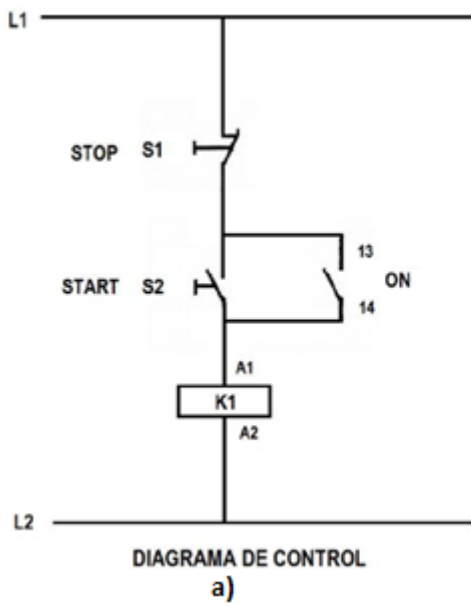 L1
STOP S1
13
START S2
ON
14
A1
K1
A2
L2
DIAGRAMA DE CONTROL
a)